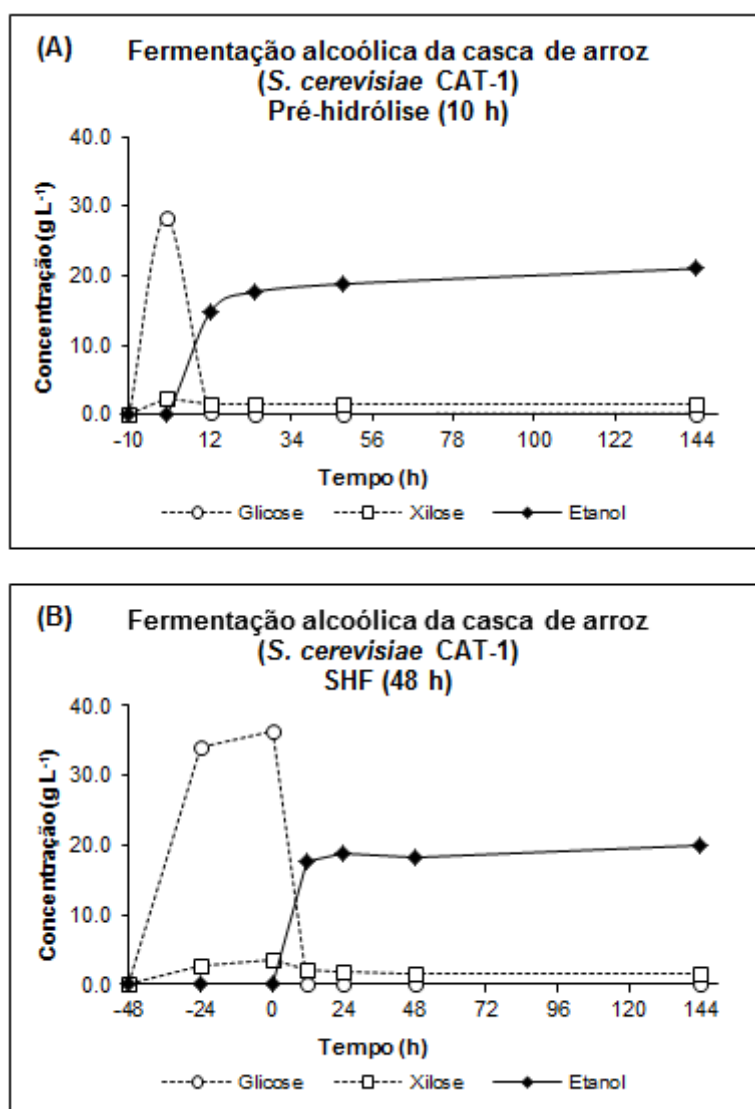 (A) Fermentação alcoólica da casca de arroz
(S. cerevisiae CAT-1)
Pré-hidrólise (10 h)
Concentração (g L⁻¹)
40.0
30.0
20.0
10.0
0.0
-10 12 34 56 78 100 122 144
Tempo (h)
Glicose Xilose Etanol
(B) Fermentação alcoólica da casca de arroz
(S. cerevisiae CAT-1)
SHF (48 h)
Concentração (g L⁻¹)
40.0
30.0
20.0
10.0
0.0
-48 -24 0 24 48 72 96 120 144
Tempo (h)
Glicose Xilose Etanol